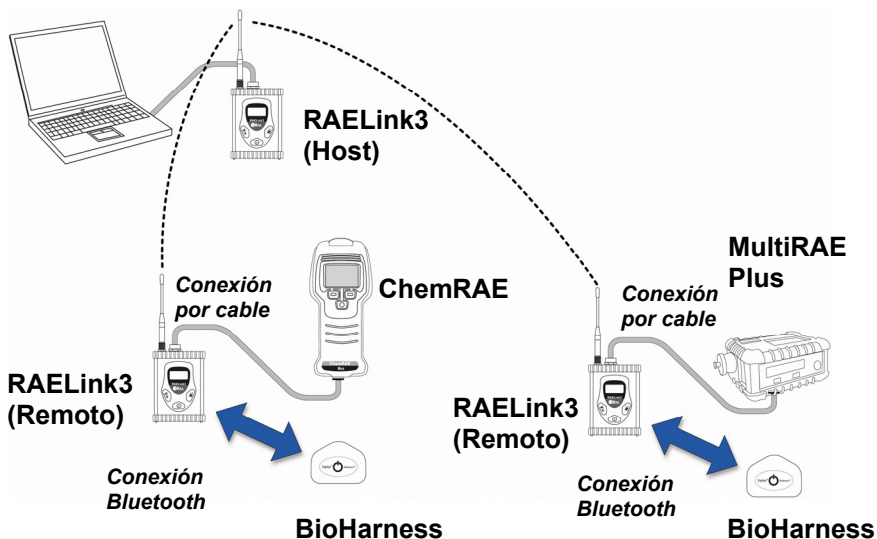 RAELink3
(Host)
MultiRAE
Plus
Conexión
por cable
ChemRAE
Conexión
por cable
RAELink3
(Remoto)
RAELink3
(Remoto)
Conexión
Bluetooth
BioHarness
Conexión
Bluetooth
BioHarness